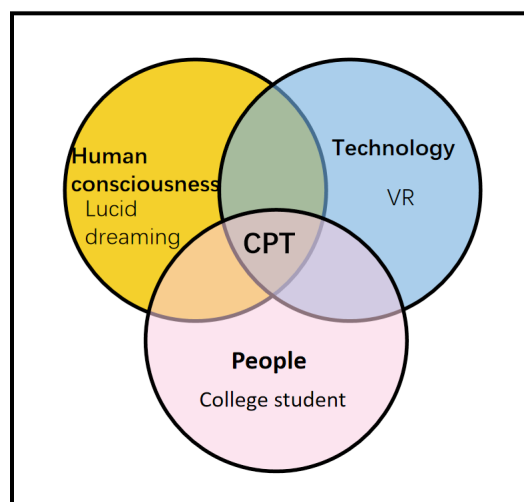 Human
consciousness
Lucid
dreaming
Technology
VR
CPT
People
College student